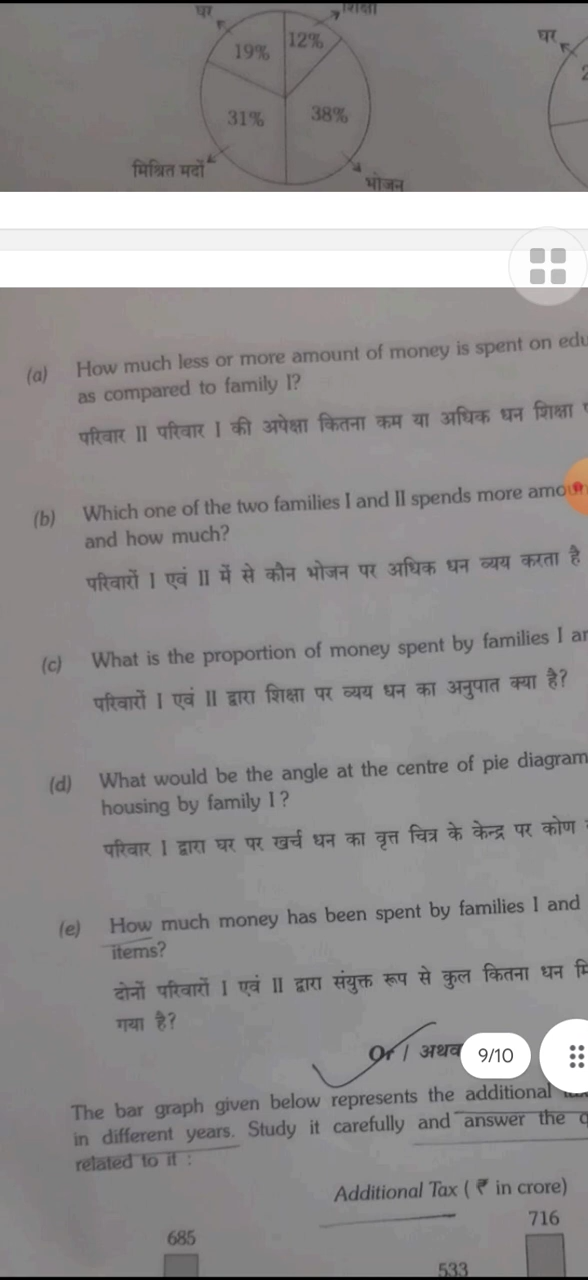 घर
शिक्षा
घर
19%
12%
31%
38%
मिश्रित मदों
भोजन
(a) How much less or more amount of money is spent on
as compared to family I?
परिवार II परिवार I की अपेक्षा कितना कम या अधिक धन शिक्षा
(b) Which one of the two families I and II spends more
and how much?
परिवारों I एवं II में से कौन भोजन पर अधिक धन व्यय करता है
(c) What is the proportion of money spent by families I
परिवारों I एवं II द्वारा शिक्षा पर व्यय धन का अनुपात क्या है?
(d) What would be the angle at the centre of pie diagram
housing by family I?
परिवार I द्वारा घर पर खर्च धन का वृत्त चित्र के केन्द्र पर कोण
(e) How much money has been spent by families I and
items?
दोनों परिवारों I एवं II द्वारा संयुक्त रूप से कुल कितना धन
गया है?
Or /
9/10
The bar graph given below represents the additional
in different years. Study it carefully and answer the
related to it :
Additional Tax ( ₹ in crore)
716
685
533